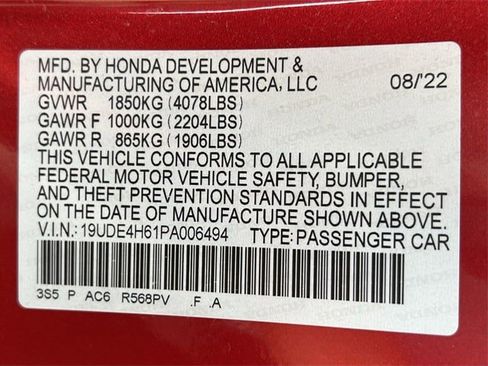 MFD. BY HONDA DEVELOPMENT &
MANUFACTURING OF AMERICA, LLC 08/22
GVWR 1850KG (4078LBS)
GAWR F 1000KG (2204LBS)
GAWR R 865KG (1906LBS)
THIS VEHICLE CONFORMS TO ALL APPLICABLE
FEDERAL MOTOR VEHICLE SAFETY, BUMPER,
AND THEFT PREVENTION STANDARDS IN EFFECT
ON THE DATE OF MANUFACTURE SHOWN ABOVE.
V.I.N.: 19UDE4H61PA006494 TYPE: PASSENGER CAR
3S5 P AC6 R568PV .F .A